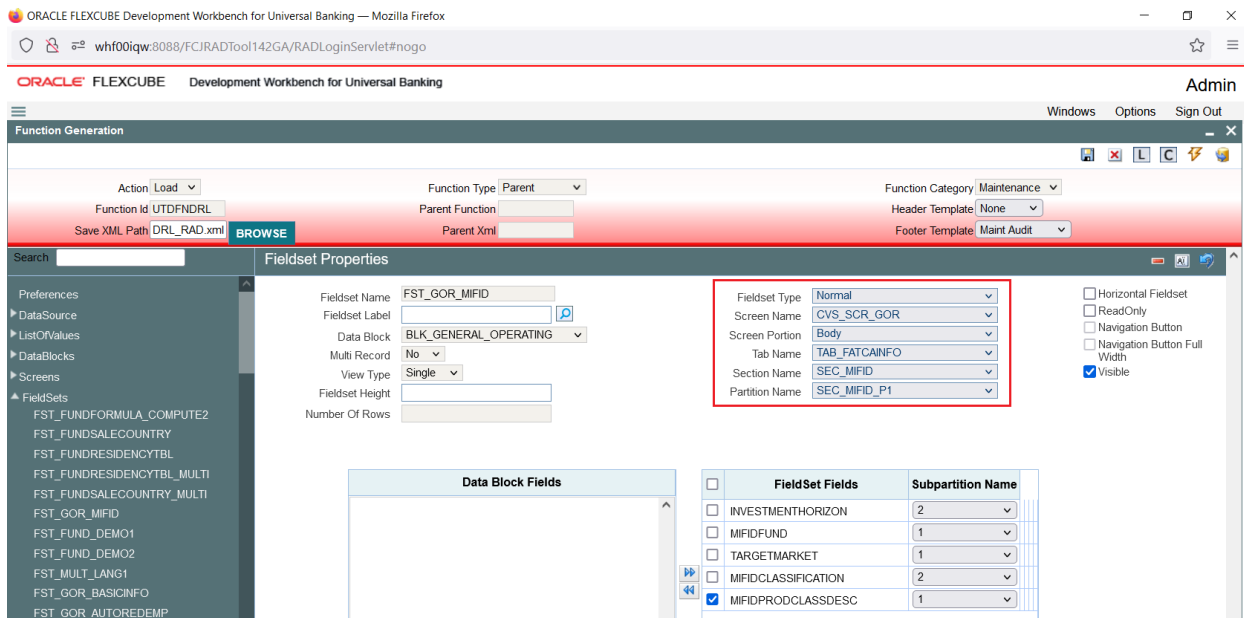 ORACLE FLEXCUBE Development Workbench for Universal Banking — Mozilla Firefox
whf00iqw:8088/FCJRADTool142GA/RADLoginServlet#nogo
ORACLE FLEXCUBE Development Workbench for Universal Banking
Admin
Windows Options Sign Out
Function Generation
L C
Action Load Function Type Parent Function Category Maintenance
Function Id UTDFNDRL Parent Function Header Template None
Save XML Path DRL_RAD.xml BROWSE Parent Xml Footer Template Maint Audit
Search
Fieldset Properties
Preferences
DataSource
ListOfValues
DataBlocks
Screens
FieldSets
FST_FUNDFORMULA_COMPUTE2
FST_FUNDSALECOUNTRY
FST_FUNDRESIDENCYTBL
FST_FUNDRESIDENCYTBL_MULTI
FST_FUNDSALECOUNTRY_MULTI
FST_GOR_MIFID
FST_FUND_DEMO1
FST_FUND_DEMO2
FST_MULT_LANG1
FST_GOR_BASICINFO
FST_GOR_AUTOREDEMP
Fieldset Name FST_GOR_MIFID
Fieldset Label
Data Block BLK_GENERAL_OPERATING
Multi Record No
View Type Single
Fieldset Height
Number Of Rows
Fieldset Type Normal
Screen Name CVS_SCR_GOR
Screen Portion Body
Tab Name TAB_FATCAINFO
Section Name SEC_MIFID
Partition Name SEC_MIFID_P1
Horizontal Fieldset
ReadOnly
Navigation Button
Navigation Button Full
Width
Visible
Data Block Fields
FieldSet Fields Subpartition Name
INVESTMENTHORIZON 2
MIFIDFUND 1
TARGETMARKET 1
MIFIDCLASSIFICATION 2
MIFIDPRODCLASSDESC 1